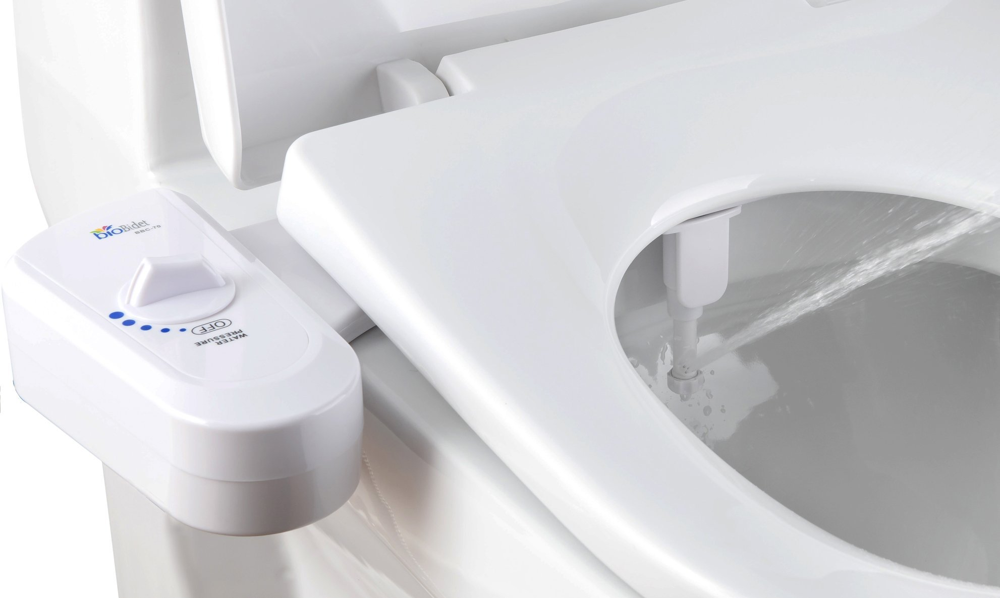 bioBidet
BBC-70
OFF
WATER
PRESSURE